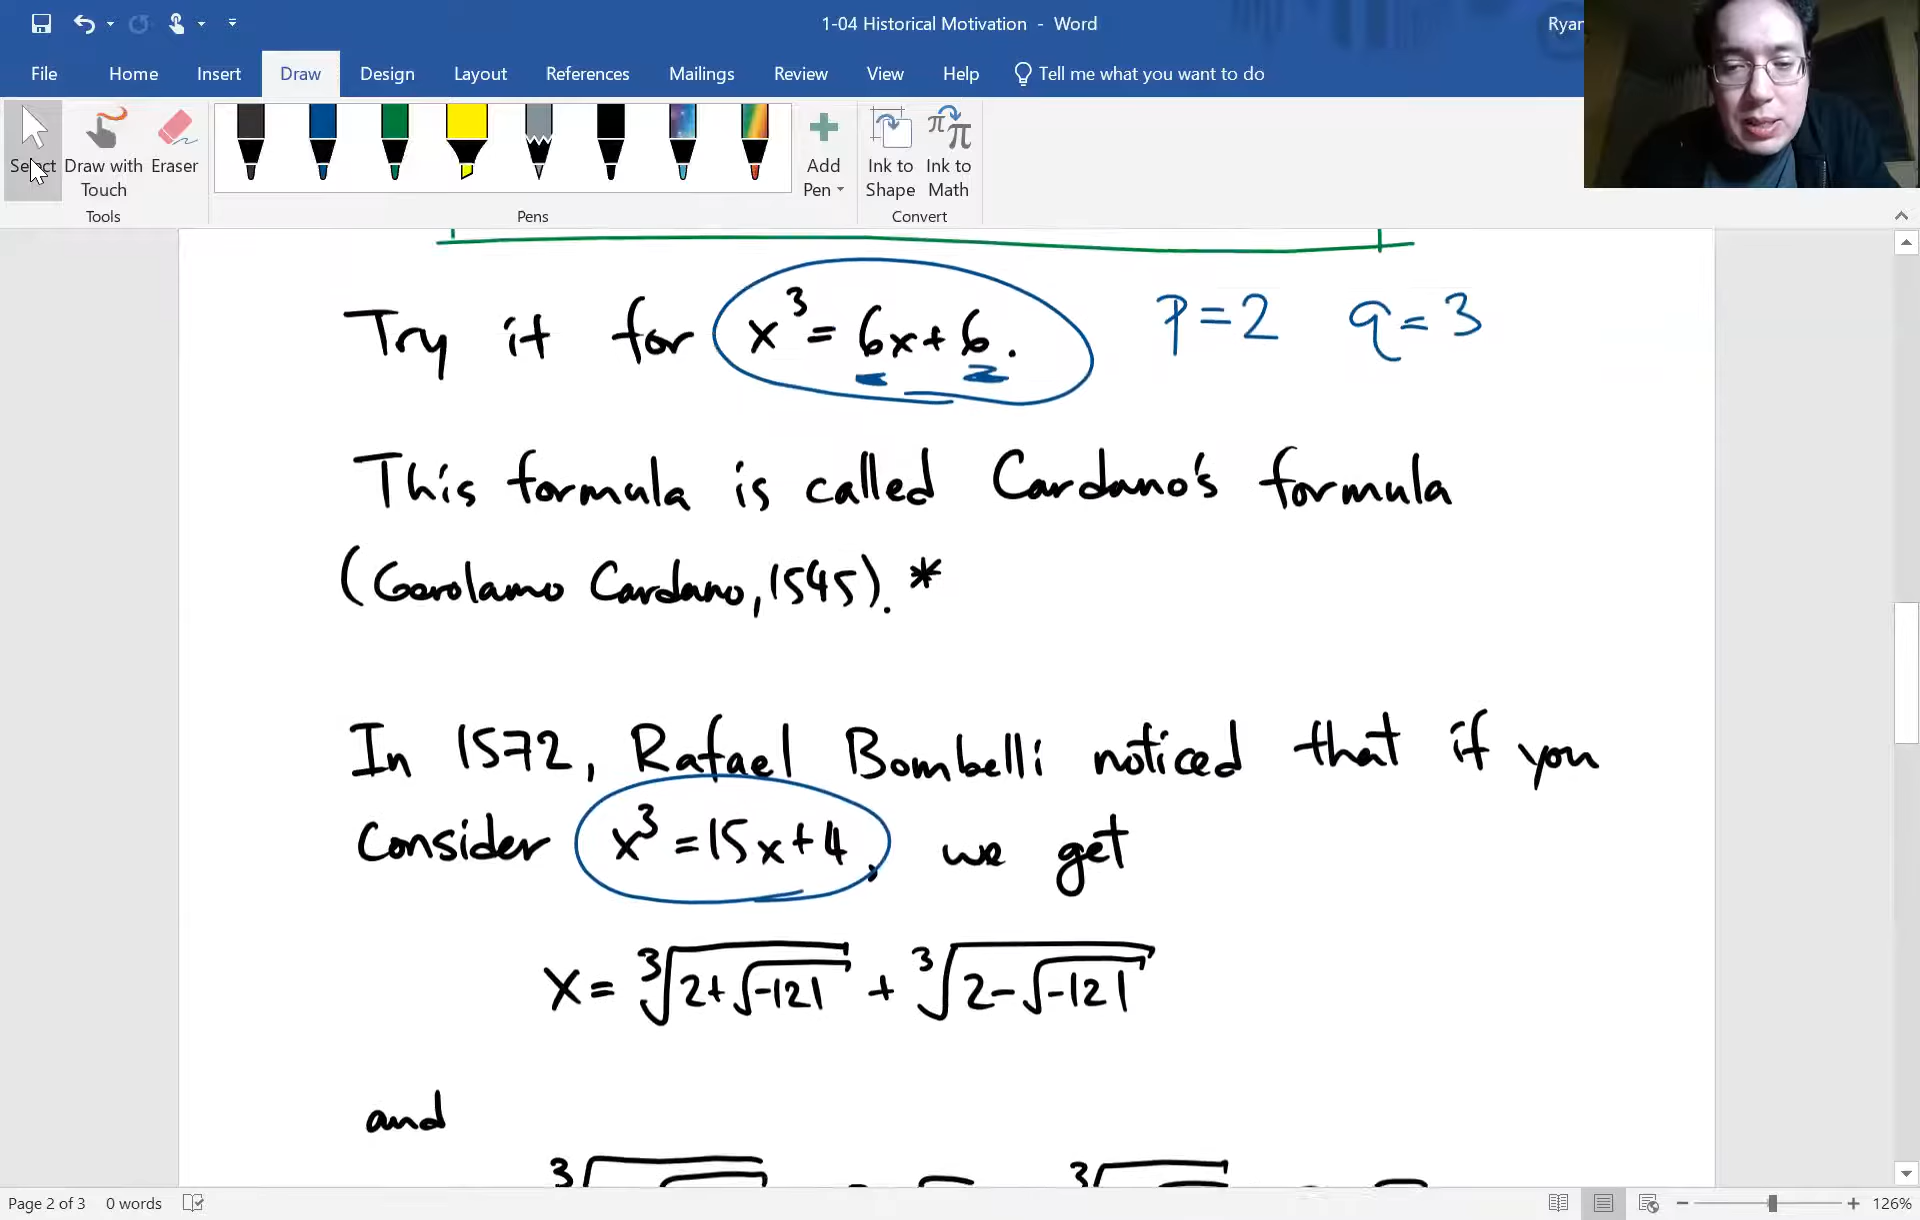 1-04 Historical Motivation - Word
Ryan
File Home Insert Draw Design Layout References Mailings Review View Help Tell me what you want to do
Select Draw with Touch Eraser
Add Pen Ink to Shape Ink to Math
Tools Pens Convert
Try it for x³ = 6x + 6. p = 2 q = 3
This formula is called Cardano's formula
(Gerolamo Cardano, 1545). *
In 1572, Rafael Bombelli noticed that if you
consider x³ = 15x + 4, we get
x = ∛(2+√-121) + ∛(2-√-121)
and
Page 2 of 3 0 words 126%